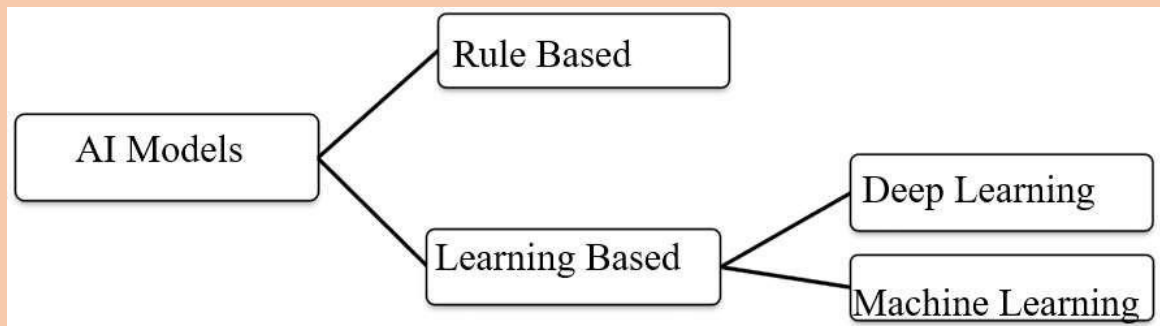 Rule Based
AI Models
Deep Learning
Learning Based
Machine Learning